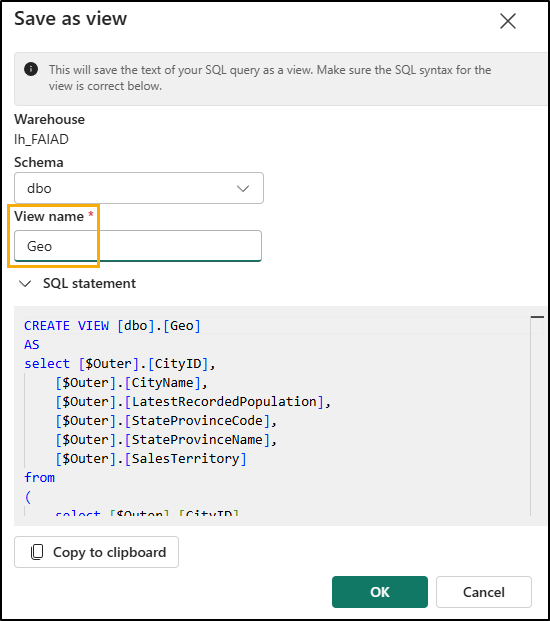 Save as view
This will save the text of your SQL query as a view. Make sure the SQL syntax for the
view is correct below.
Warehouse
lh_FAIAD
Schema
dbo
View name *
Geo
SQL statement
CREATE VIEW [dbo].[Geo]
AS
select [$Outer].[CityID],
    [$Outer].[CityName],
    [$Outer].[LatestRecordedPopulation],
    [$Outer].[StateProvinceCode],
    [$Outer].[StateProvinceName],
    [$Outer].[SalesTerritory]
from
(
    select [$Outer].[CityID]
Copy to clipboard
OK
Cancel